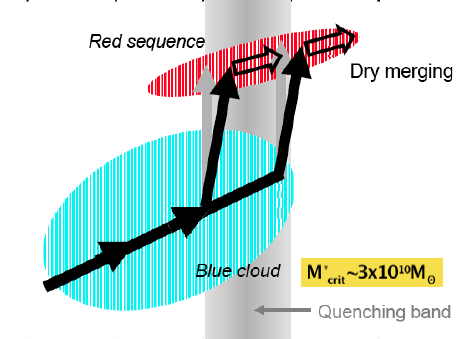 Red sequence
Dry merging
Blue cloud
M*crit~3x10¹⁰M⊙
Quenching band